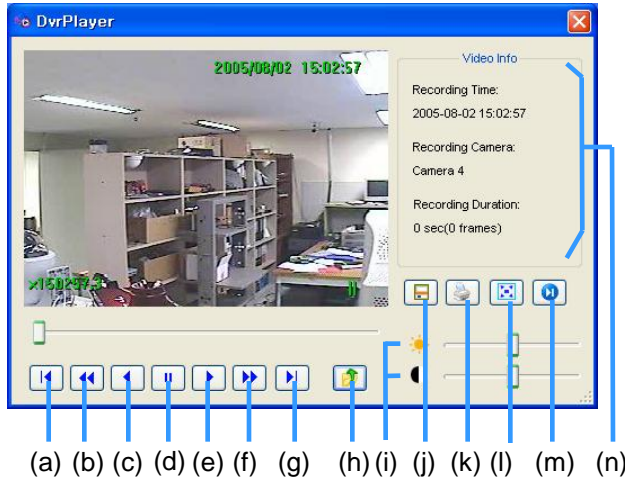 DvrPlayer
2005/08/02 15:02:57
Video Info
Recording Time:
2005-08-02 15:02:57
Recording Camera:
Camera 4
Recording Duration:
0 sec(0 frames)
(a) (b) (c) (d) (e) (f) (g) (h) (i) (j) (k) (l) (m) (n)